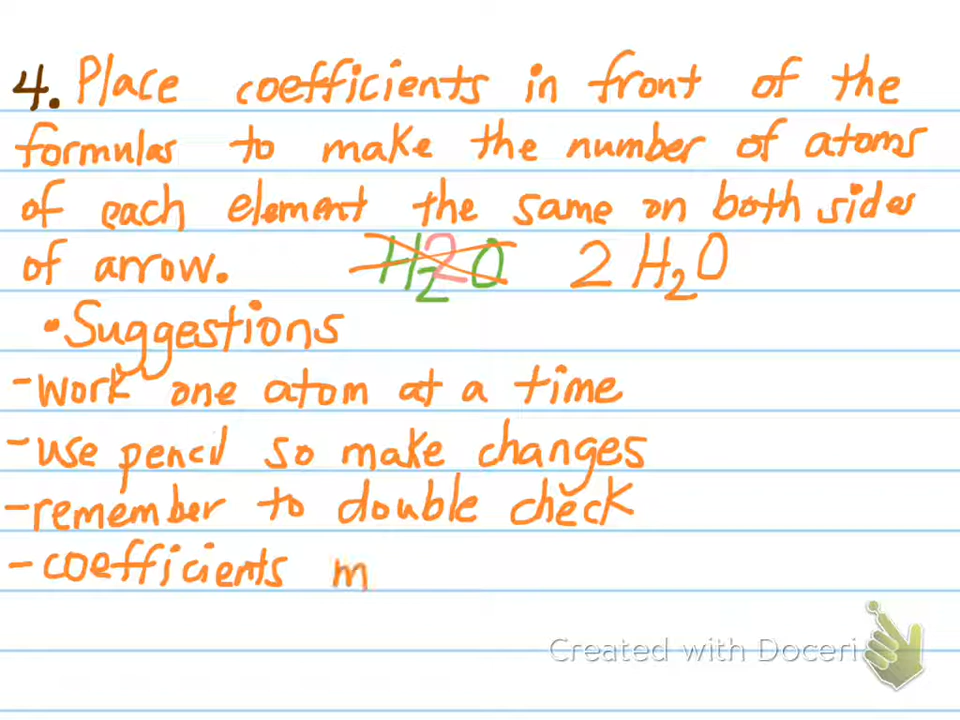 4. Place coefficients in front of the
formulas to make the number of atoms
of each element the same on both sides
of arrow. H₂2O 2 H₂O
• Suggestions
- work one atom at a time
- use pencil so make changes
- remember to double check
- coefficients m
Created with Doceri